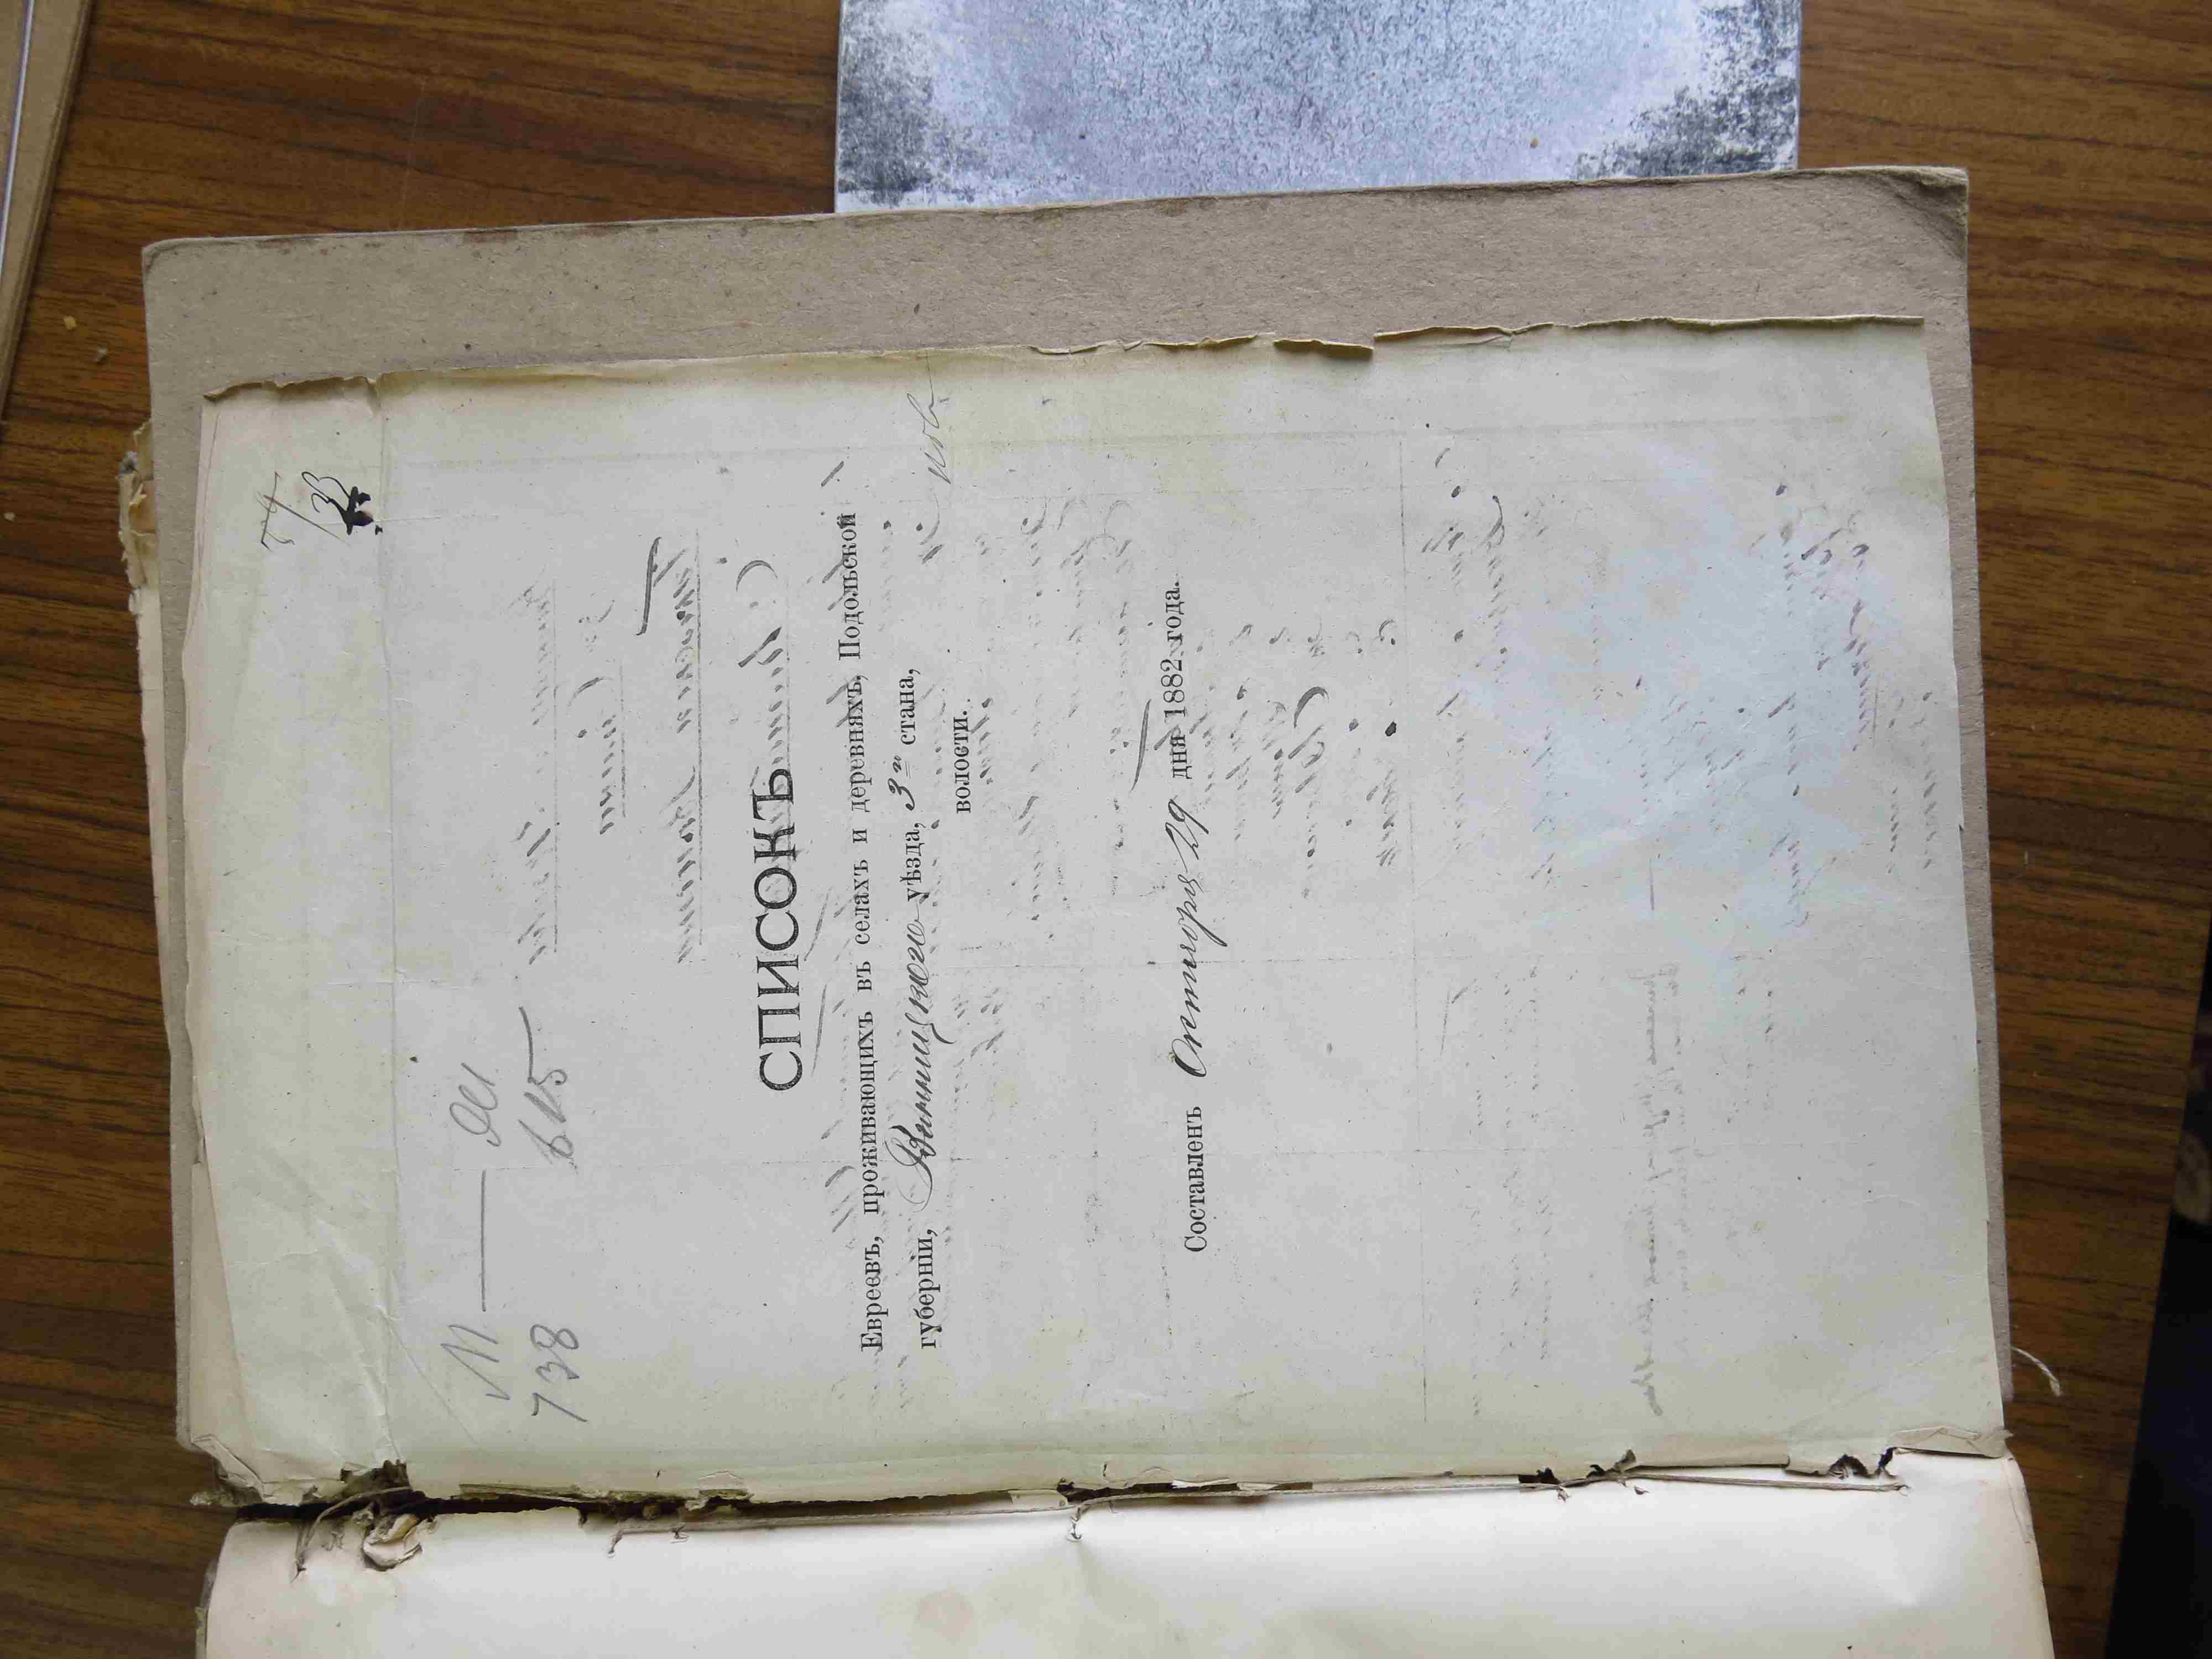 74
М — Ж
738 615
СПИСОКЪ
Евреевъ, проживающихъ въ селахъ и деревняхъ, Подольской
губерніи, Винницкого уѣзда, 3го стана,
волости.
Составленъ Октября 29 дня 1882 года.